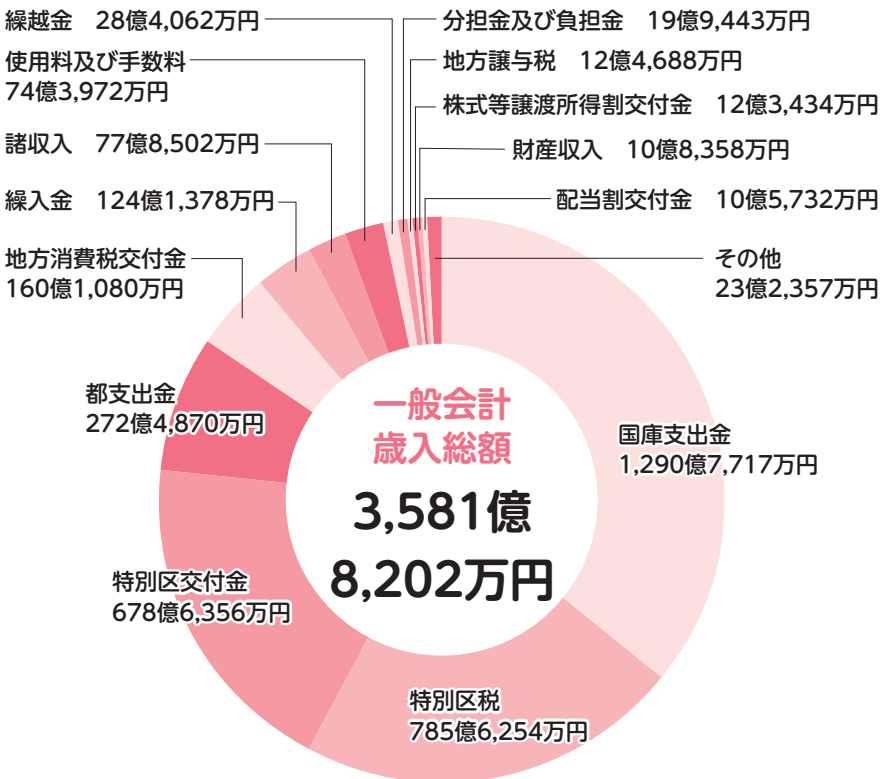 繰越金 28億4,062万円
使用料及び手数料
74億3,972万円
諸収入 77億8,502万円
繰入金 124億1,378万円
地方消費税交付金
160億1,080万円
都支出金
272億4,870万円
特別区交付金
678億6,356万円
特別区税
785億6,254万円
国庫支出金
1,290億7,717万円
分担金及び負担金 19億9,443万円
地方譲与税 12億4,688万円
株式等譲渡所得割交付金 12億3,434万円
財産収入 10億8,358万円
配当割交付金 10億5,732万円
その他
23億2,357万円
一般会計
歳入総額
3,581億
8,202万円